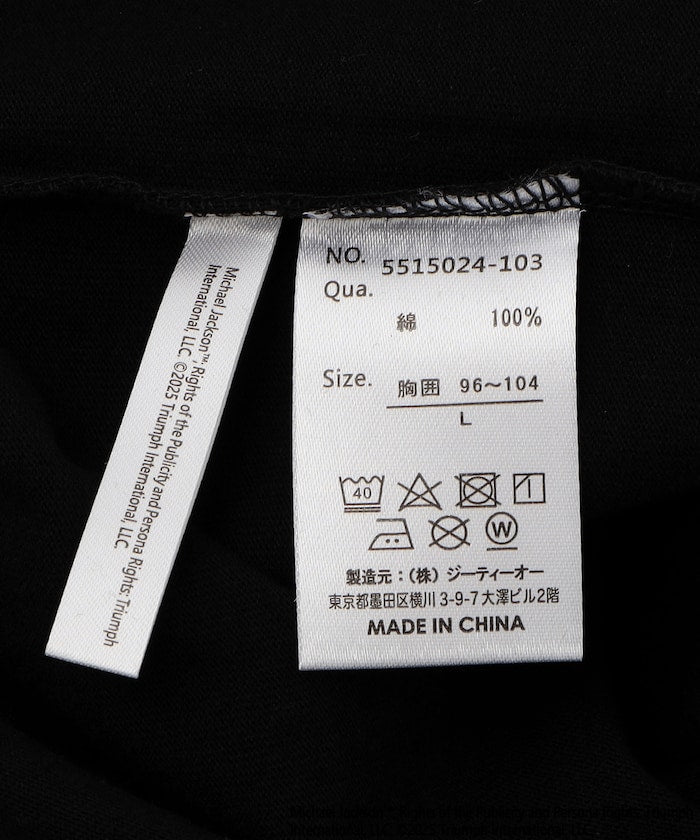 Michael Jackson™, Rights of the Publicity and Persona Rights: Triumph
International, LLC. ©2025 Triumph International, LLC
NO. 5515024-103
Qua.
綿 100%
Size. 胸囲 96〜104
L
40
W
製造元：（株）ジーティーオー
東京都墨田区横川 3-9-7 大澤ビル 2階
MADE IN CHINA